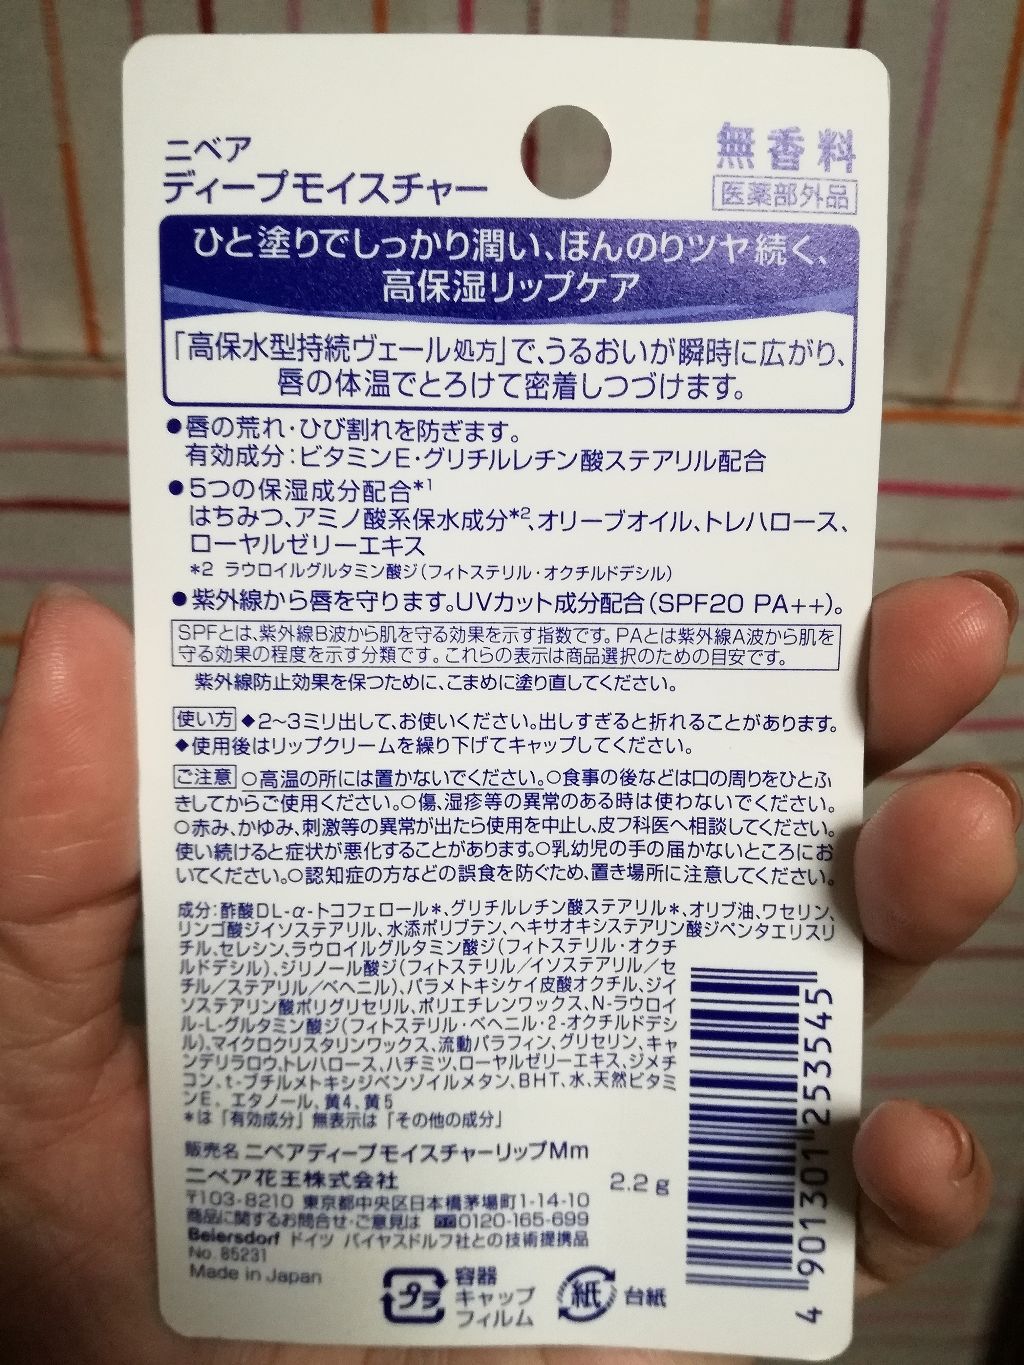 ニベア
ディープモイスチャー
無香料
医薬部外品
ひと塗りでしっかり潤い、ほんのりツヤ続く、
高保湿リップケア
「高保水型持続ヴェール処方」で、うるおいが瞬時に広がり、
唇の体温でとろけて密着しつづけます。
●唇の荒れ・ひび割れを防ぎます。
有効成分：ビタミンE・グリチルレチン酸ステアリル配合
●5つの保湿成分配合*1
はちみつ、アミノ酸系保水成分*2、オリーブオイル、トレハロース、
ローヤルゼリーエキス
*2 ラウロイルグルタミン酸ジ（フィトステリル・オクチルドデシル）
●紫外線から唇を守ります。UVカット成分配合（SPF20 PA++）。
SPFとは、紫外線B波から肌を守る効果を示す指数です。PAとは紫外線A波から肌を
守る効果の程度を示す分類です。これらの表示は商品選択のための目安です。
紫外線防止効果を保つために、こまめに塗り直してください。
使い方 ◆2〜3ミリ出して、お使いください。出しすぎると折れることがあります。
◆使用後はリップクリームを繰り下げてキャップしてください。
ご注意 ○高温の所には置かないでください。○食事の後などは口の周りをひとふ
きしてからご使用ください。○傷、湿疹等の異常のある時は使わないでください。
○赤み、かゆみ、刺激等の異常が出たら使用を中止し、皮フ科医へ相談してください。
使い続けると症状が悪化することがあります。○乳幼児の手の届かないところにお
いてください。○認知症の方などの誤食を防ぐため、置き場所に注意してください。
成分：酢酸DL-α-トコフェロール*、グリチルレチン酸ステアリル*、オリブ油、ワセリン、
リンゴ酸ジイソステアリル、水添ポリブテン、ヘキサオキシステアリン酸ジペンタエリスリ
チル、セレシン、ラウロイルグルタミン酸ジ（フィトステリル・オクチ
ルドデシル）、ジリノール酸ジ（フィトステリル／イソステアリル／セ
チル／ステアリル／ベヘニル）、パラメトキシケイ皮酸オクチル、ジイ
ソステアリン酸ポリグリセリル、ポリエチレンワックス、N-ラウロイ
ル-L-グルタミン酸ジ（フィトステリル・ベヘニル・2-オクチルドデシ
ル）、マイクロクリスタリンワックス、流動パラフィン、グリセリン、キャ
ンデリラロウ、トレハロース、ハチミツ、ローヤルゼリーエキス、ジメチ
コン、t-ブチルメトキシジベンゾイルメタン、BHT、水、天然ビタミ
ンE、エタノール、黄4、黄5
*は「有効成分」無表示は「その他の成分」
販売名 ニベアディープモイスチャーリップMm
ニベア花王株式会社
2.2g
〒103-8210 東京都中央区日本橋茅場町1-14-10
商品に関するお問合せ・ご意見は 0120-165-699
Beiersdorf ドイツ バイヤスドルフ社との技術提携品
No. 85231
Made in Japan
プラ
容器
キャップ
フィルム
紙
台紙
4 901301 253545